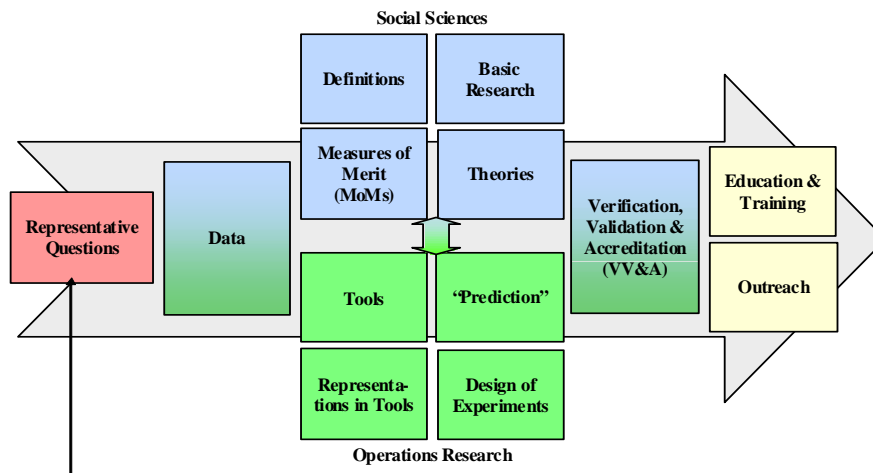 Social Sciences
Definitions
Basic
Research
Measures of
Merit
(MoMs)
Theories
Representative
Questions
Data
Verification,
Validation &
Accreditation
(VV&A)
Education &
Training
Outreach
Tools
“Prediction”
Representa-
tions in Tools
Design of
Experiments
Operations Research